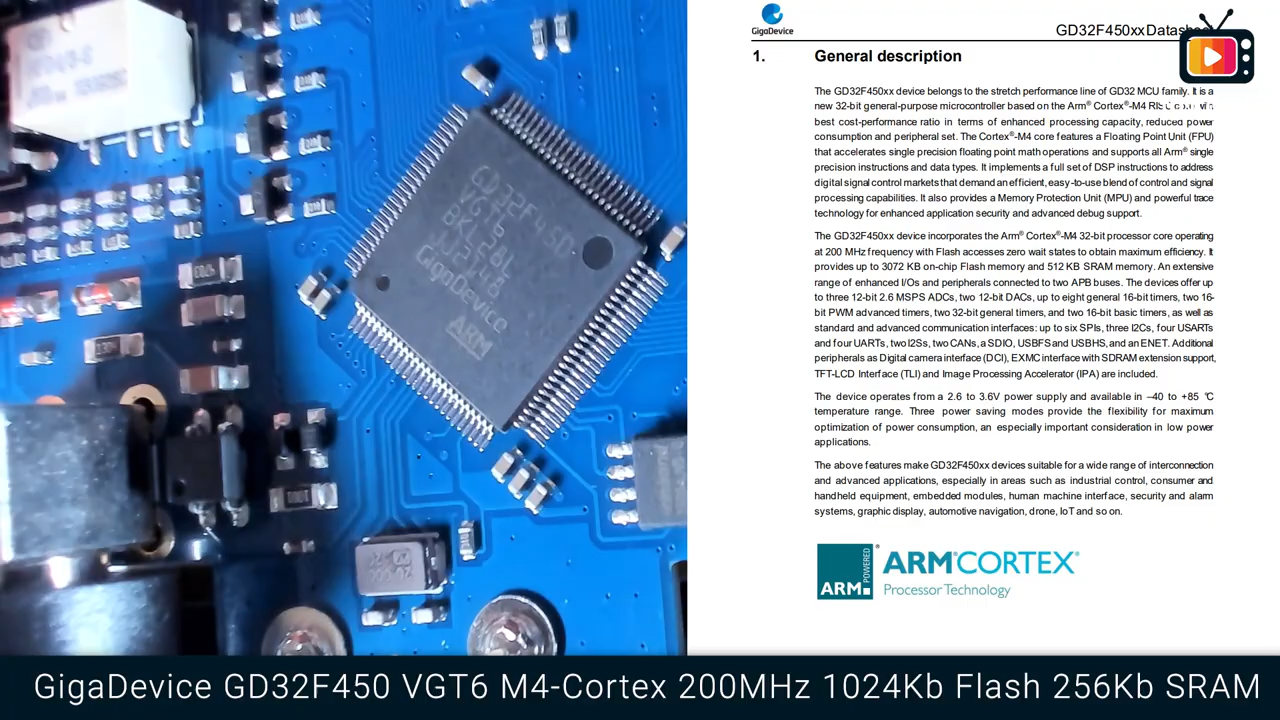 GD32F450
VGT6
GigaDevice
ARM
1001
GigaDevice
GD32F450xx Datasheet
1. General description
The GD32F450xx device belongs to the stretch performance line of GD32 MCU family. It is a
new 32-bit general-purpose microcontroller based on the Arm® Cortex®-M4 RISC core with
best cost-performance ratio in terms of enhanced processing capacity, reduced power
consumption and peripheral set. The Cortex®-M4 core features a Floating Point Unit (FPU)
that accelerates single precision floating point math operations and supports all Arm® single
precision instructions and data types. It implements a full set of DSP instructions to address
digital signal control markets that demand an efficient, easy-to-use blend of control and signal
processing capabilities. It also provides a Memory Protection Unit (MPU) and powerful trace
technology for enhanced application security and advanced debug support.
The GD32F450xx device incorporates the Arm® Cortex®-M4 32-bit processor core operating
at 200 MHz frequency with Flash accesses zero wait states to obtain maximum efficiency. It
provides up to 3072 KB on-chip Flash memory and 512 KB SRAM memory. An extensive
range of enhanced I/Os and peripherals connected to two APB buses. The devices offer up
to three 12-bit 2.6 MSPS ADCs, two 12-bit DACs, up to eight general 16-bit timers, two 16-
bit PWM advanced timers, two 32-bit general timers, and two 16-bit basic timers, as well as
standard and advanced communication interfaces: up to six SPIs, three I2Cs, four USARTs
and four UARTs, two I2Ss, two CANs, a SDIO, USBFS and USBHS, and an ENET. Additional
peripherals as Digital camera interface (DCI), EXMC interface with SDRAM extension support,
TFT-LCD Interface (TLI) and Image Processing Accelerator (IPA) are included.
The device operates from a 2.6 to 3.6V power supply and available in –40 to +85 °C
temperature range. Three power saving modes provide the flexibility for maximum
optimization of power consumption, an especially important consideration in low power
applications.
The above features make GD32F450xx devices suitable for a wide range of interconnection
and advanced applications, especially in areas such as industrial control, consumer and
handheld equipment, embedded modules, human machine interface, security and alarm
systems, graphic display, automotive navigation, drone, IoT and so on.
ARM POWERED ® ARM®CORTEX®
Processor Technology
GigaDevice GD32F450 VGT6 M4-Cortex 200MHz 1024Kb Flash 256Kb SRAM